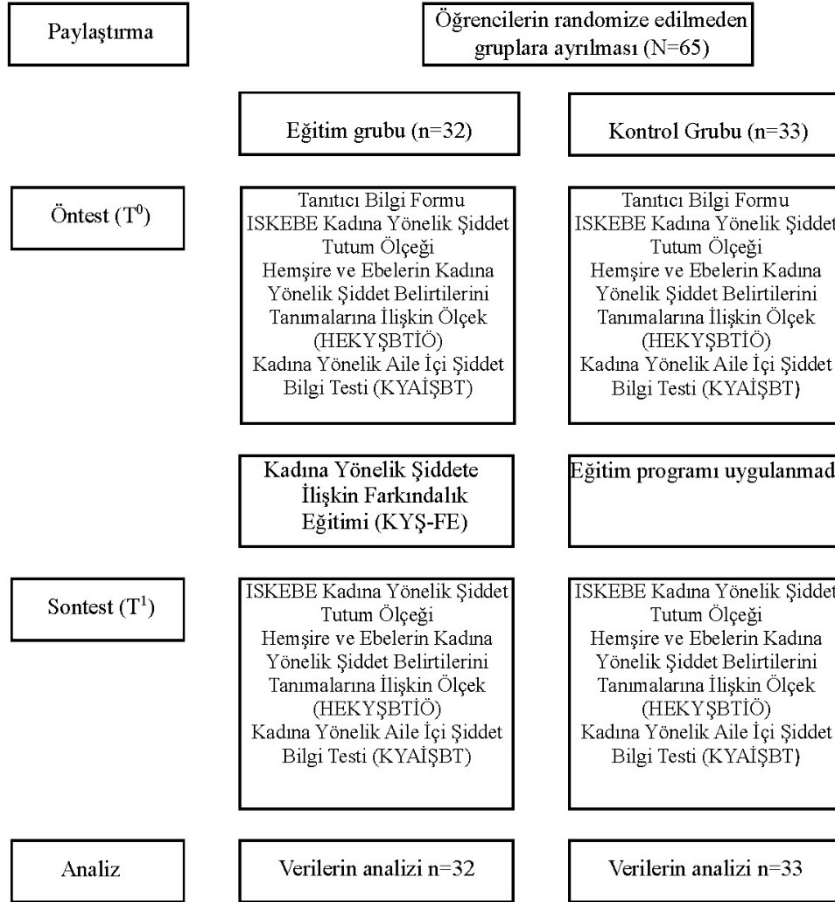 Paylaştırma
Öğrencilerin randomize edilmeden
gruplara ayrılması (N=65)
Eğitim grubu (n=32)
Kontrol Grubu (n=33)
Öntest (T⁰)
Tanıtıcı Bilgi Formu
ISKEBE Kadına Yönelik Şiddet
Tutum Ölçeği
Hemşire ve Ebelerin Kadına
Yönelik Şiddet Belirtilerini
Tanımalarına İlişkin Ölçek
(HEKYŞBTİÖ)
Kadına Yönelik Aile İçi Şiddet
Bilgi Testi (KYAİŞBT)
Tanıtıcı Bilgi Formu
ISKEBE Kadına Yönelik Şiddet
Tutum Ölçeği
Hemşire ve Ebelerin Kadına
Yönelik Şiddet Belirtilerini
Tanımalarına İlişkin Ölçek
(HEKYŞBTİÖ)
Kadına Yönelik Aile İçi Şiddet
Bilgi Testi (KYAİŞBT)
Kadına Yönelik Şiddete
İlişkin Farkındalık
Eğitimi (KYŞ-FE)
Eğitim programı uygulanmad
Sontest (T¹)
ISKEBE Kadına Yönelik Şiddet
Tutum Ölçeği
Hemşire ve Ebelerin Kadına
Yönelik Şiddet Belirtilerini
Tanımalarına İlişkin Ölçek
(HEKYŞBTİÖ)
Kadına Yönelik Aile İçi Şiddet
Bilgi Testi (KYAİŞBT)
ISKEBE Kadına Yönelik Şiddet
Tutum Ölçeği
Hemşire ve Ebelerin Kadına
Yönelik Şiddet Belirtilerini
Tanımalarına İlişkin Ölçek
(HEKYŞBTİÖ)
Kadına Yönelik Aile İçi Şiddet
Bilgi Testi (KYAİŞBT)
Analiz
Verilerin analizi n=32
Verilerin analizi n=33